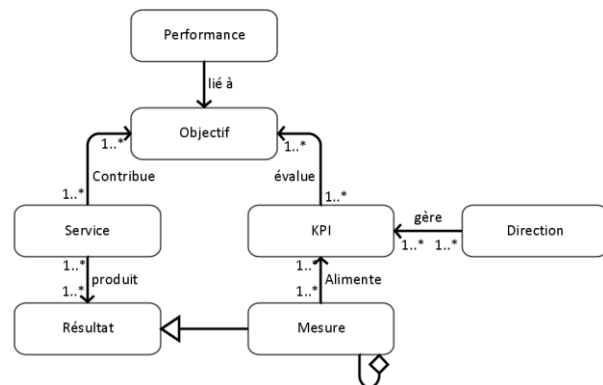 Performance
lié à
Objectif
1..*
1..*
Contribue
évalue
1..*
1..*
Service
KPI
gère
Direction
1..*
1..*
1..*
1..*
produit
Alimente
1..*
1..*
Résultat
Mesure